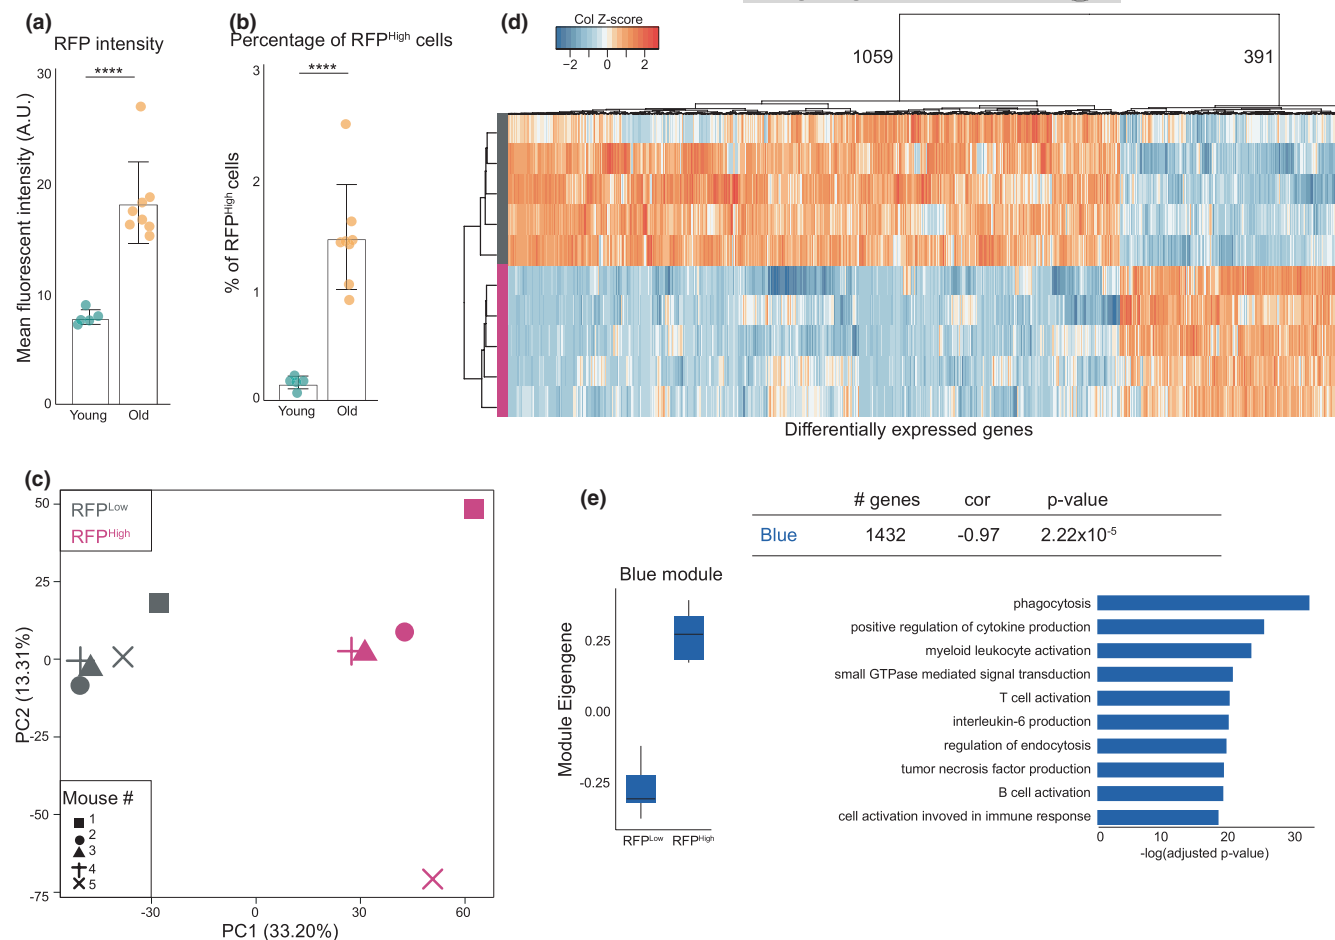 (a)
RFP intensity
****
Mean fluorescent intensity (A.U.)
30
20
10
0
Young Old
(b)
Percentage of RFPHigh cells
****
% of RFPHigh cells
3
2
1
0
Young Old
(d)
Col Z-score
−2 0 2
1059
391
Differentially expressed genes
(c)
RFPLow
RFPHigh
PC2 (13.31%)
50
25
0
-25
-50
-75
Mouse #
1
2
3
4
5
-30 0 30 60
PC1 (33.20%)
(e)
# genes cor p-value
Blue 1432 -0.97 2.22x10-5
Blue module
Module Eigengene
0.25
0.00
-0.25
RFPLow RFPHigh
phagocytosis
positive regulation of cytokine production
myeloid leukocyte activation
small GTPase mediated signal transduction
T cell activation
interleukin-6 production
regulation of endocytosis
tumor necrosis factor production
B cell activation
cell activation invoved in immune response
0 10 20 30
-log(adjusted p-value)